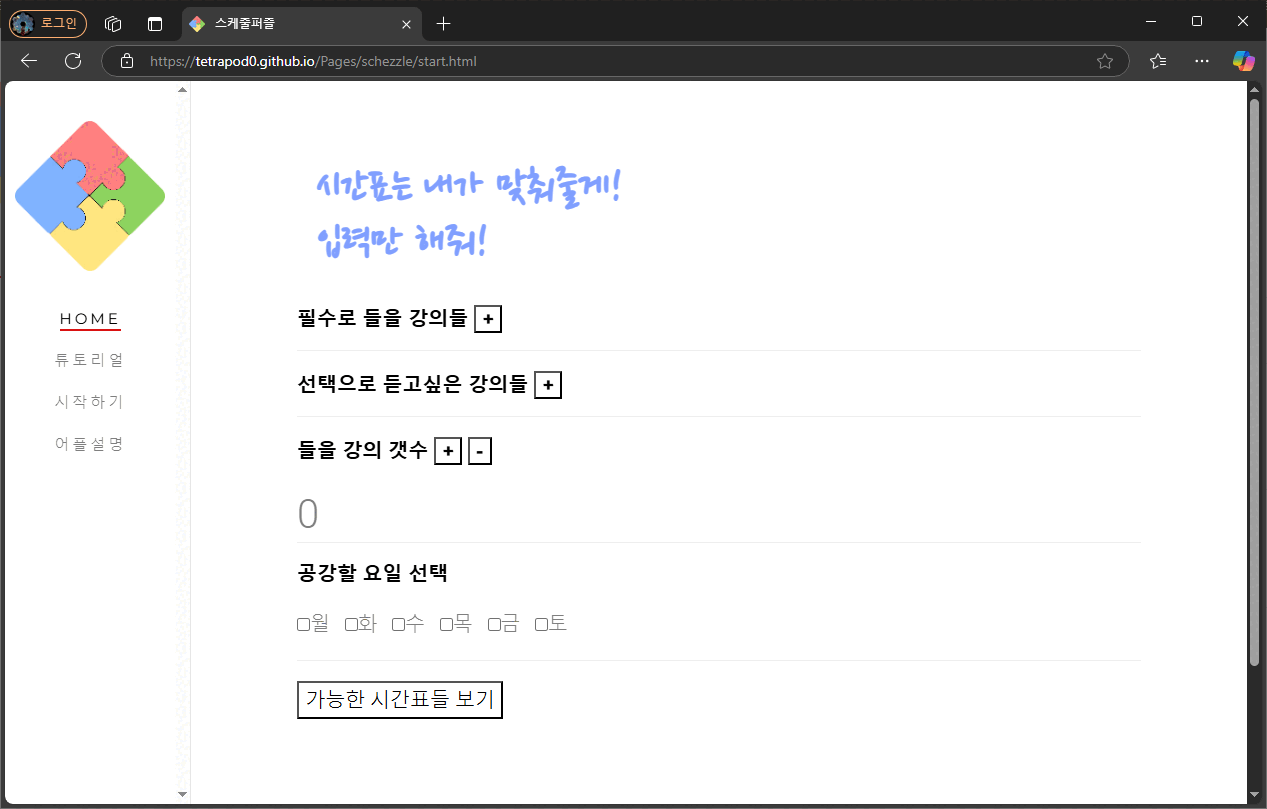 로그인
스케줄퍼즐
https://tetrapod0.github.io/Pages/schezzle/start.html
HOME
튜토리얼
시작하기
어플설명
시간표는 내가 맞춰줄게!
입력만 해줘!
필수로 들을 강의들 +
선택으로 듣고싶은 강의들 +
들을 강의 갯수 + -
0
공강할 요일 선택
월 화 수 목 금 토
가능한 시간표들 보기